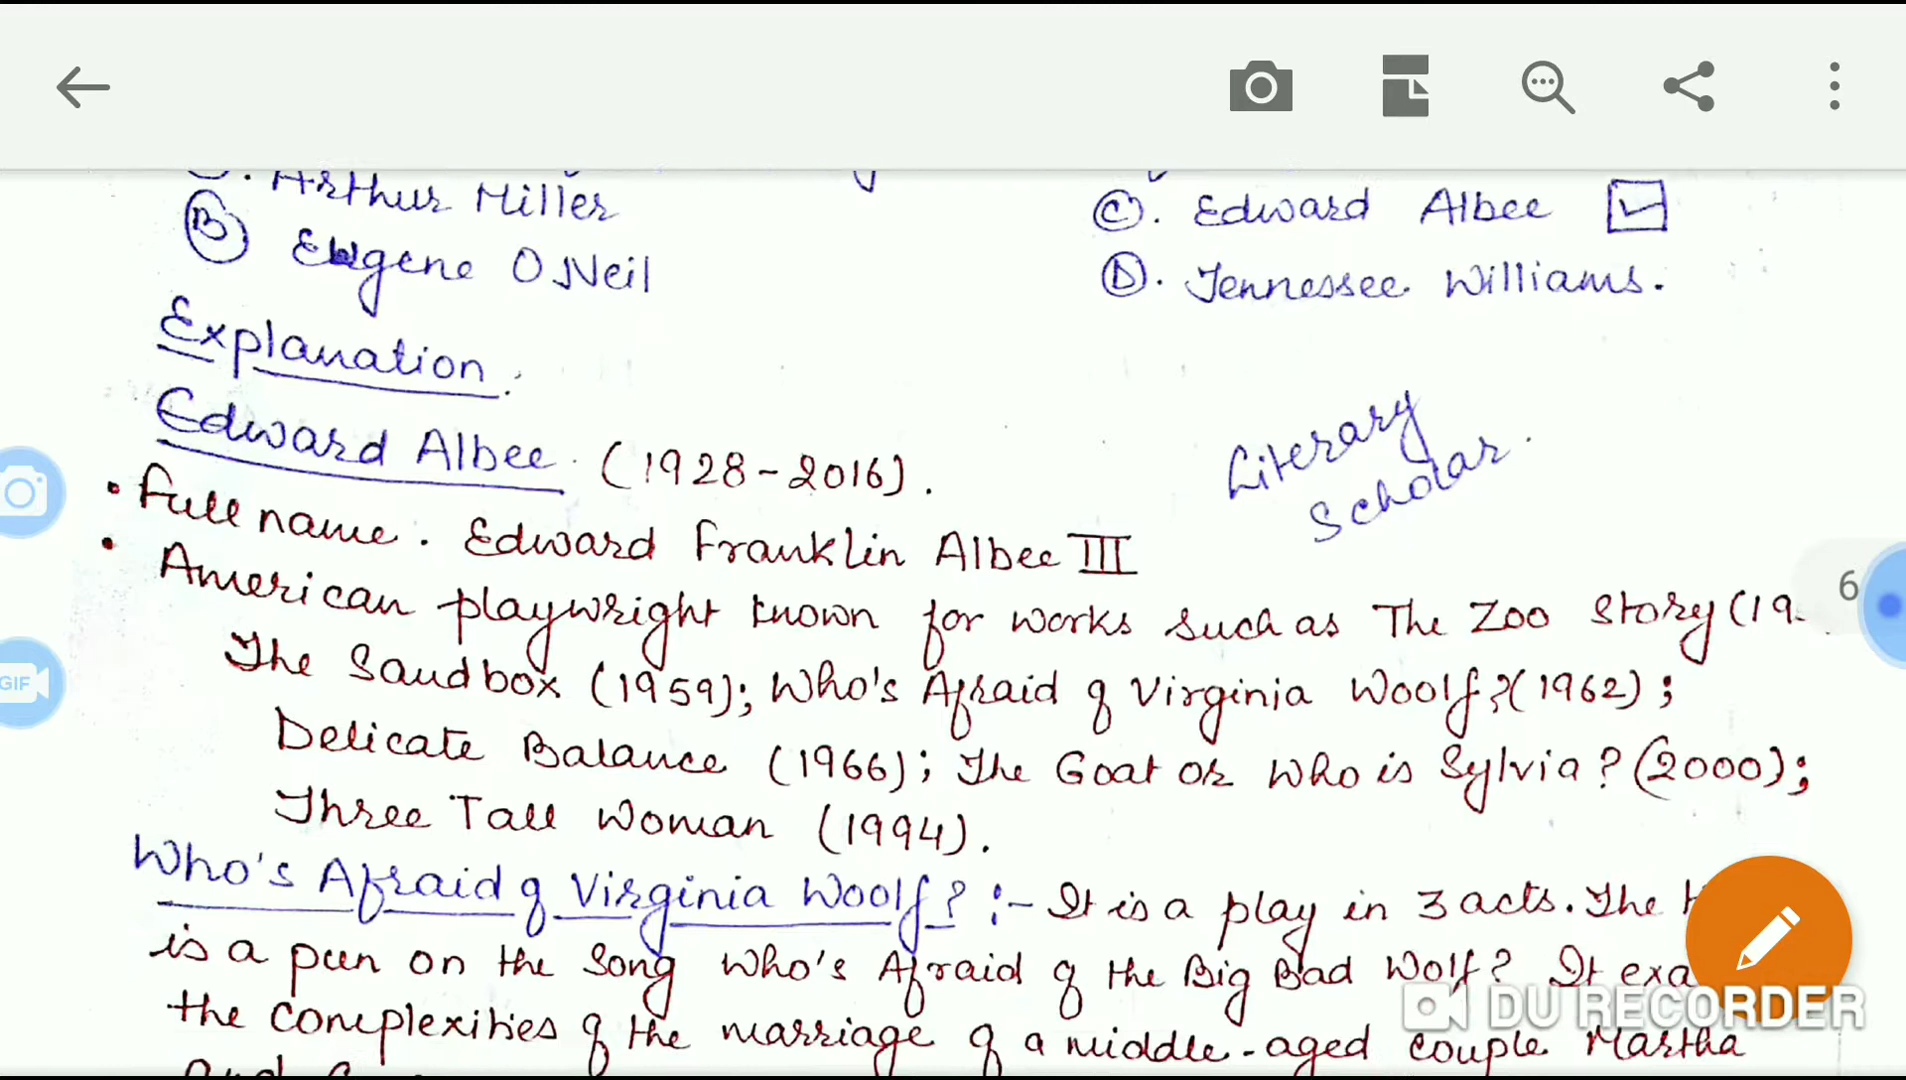 Arthur Miller
C. Edward Albee
B Eugene O Neil
D. Tennessee Williams.
Explanation.
Edward Albee. (1928-2016).
Literary
Scholar.
• Full name. Edward Franklin Albee III
• American playwright known for works such as The Zoo Story (19
6
The Sandbox (1959); Who's Afraid of Virginia Woolf? (1962);
Delicate Balance (1966); The Goat or Who is Sylvia? (2000);
Three Tall Woman (1994).
GIF
Who's Afraid of Virginia Woolf? :- It is a play in 3 acts. The
is a pun on the song Who's Afraid of the Big Bad Wolf? It exa
DU RECORDER
the complexities of the marriage of a middle-aged couple Martha